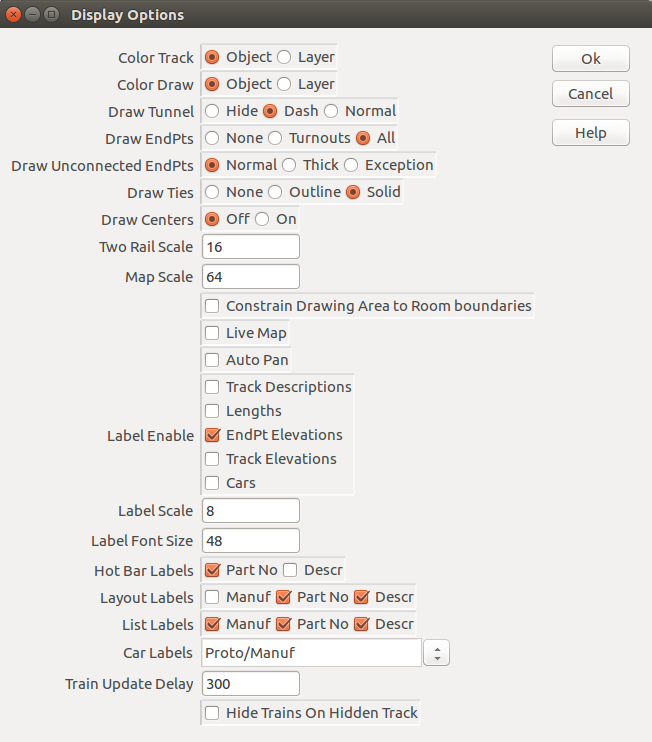 Display Options
Color Track Object Layer Ok
Color Draw Object Layer Cancel
Draw Tunnel Hide Dash Normal
Draw EndPts None Turnouts All Help
Draw Unconnected EndPts Normal Thick Exception
Draw Ties None Outline Solid
Draw Centers Off On
Two Rail Scale 16
Map Scale 64
Constrain Drawing Area to Room boundaries
Live Map
Auto Pan
Track Descriptions
Lengths
Label Enable EndPt Elevations
Track Elevations
Cars
Label Scale 8
Label Font Size 48
Hot Bar Labels Part No Descr
Layout Labels Manuf Part No Descr
List Labels Manuf Part No Descr
Car Labels Proto/Manuf
Train Update Delay 300
Hide Trains On Hidden Track